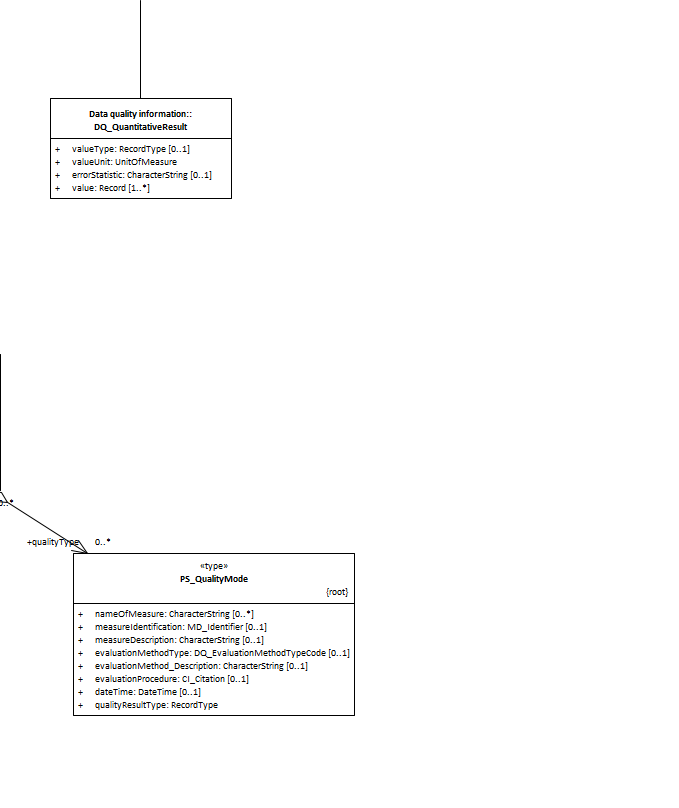 Data quality information::
DQ_QuantitativeResult
+ valueType: RecordType [0..1]
+ valueUnit: UnitOfMeasure
+ errorStatistic: CharacterString [0..1]
+ value: Record [1..*]
0..*
+qualityType 0..*
«type»
PS_QualityMode
{root}
+ nameOfMeasure: CharacterString [0..*]
+ measureIdentification: MD_Identifier [0..1]
+ measureDescription: CharacterString [0..1]
+ evaluationMethodType: DQ_EvaluationMethodTypeCode [0..1]
+ evaluationMethod_Description: CharacterString [0..1]
+ evaluationProcedure: CI_Citation [0..1]
+ dateTime: DateTime [0..1]
+ qualityResultType: RecordType